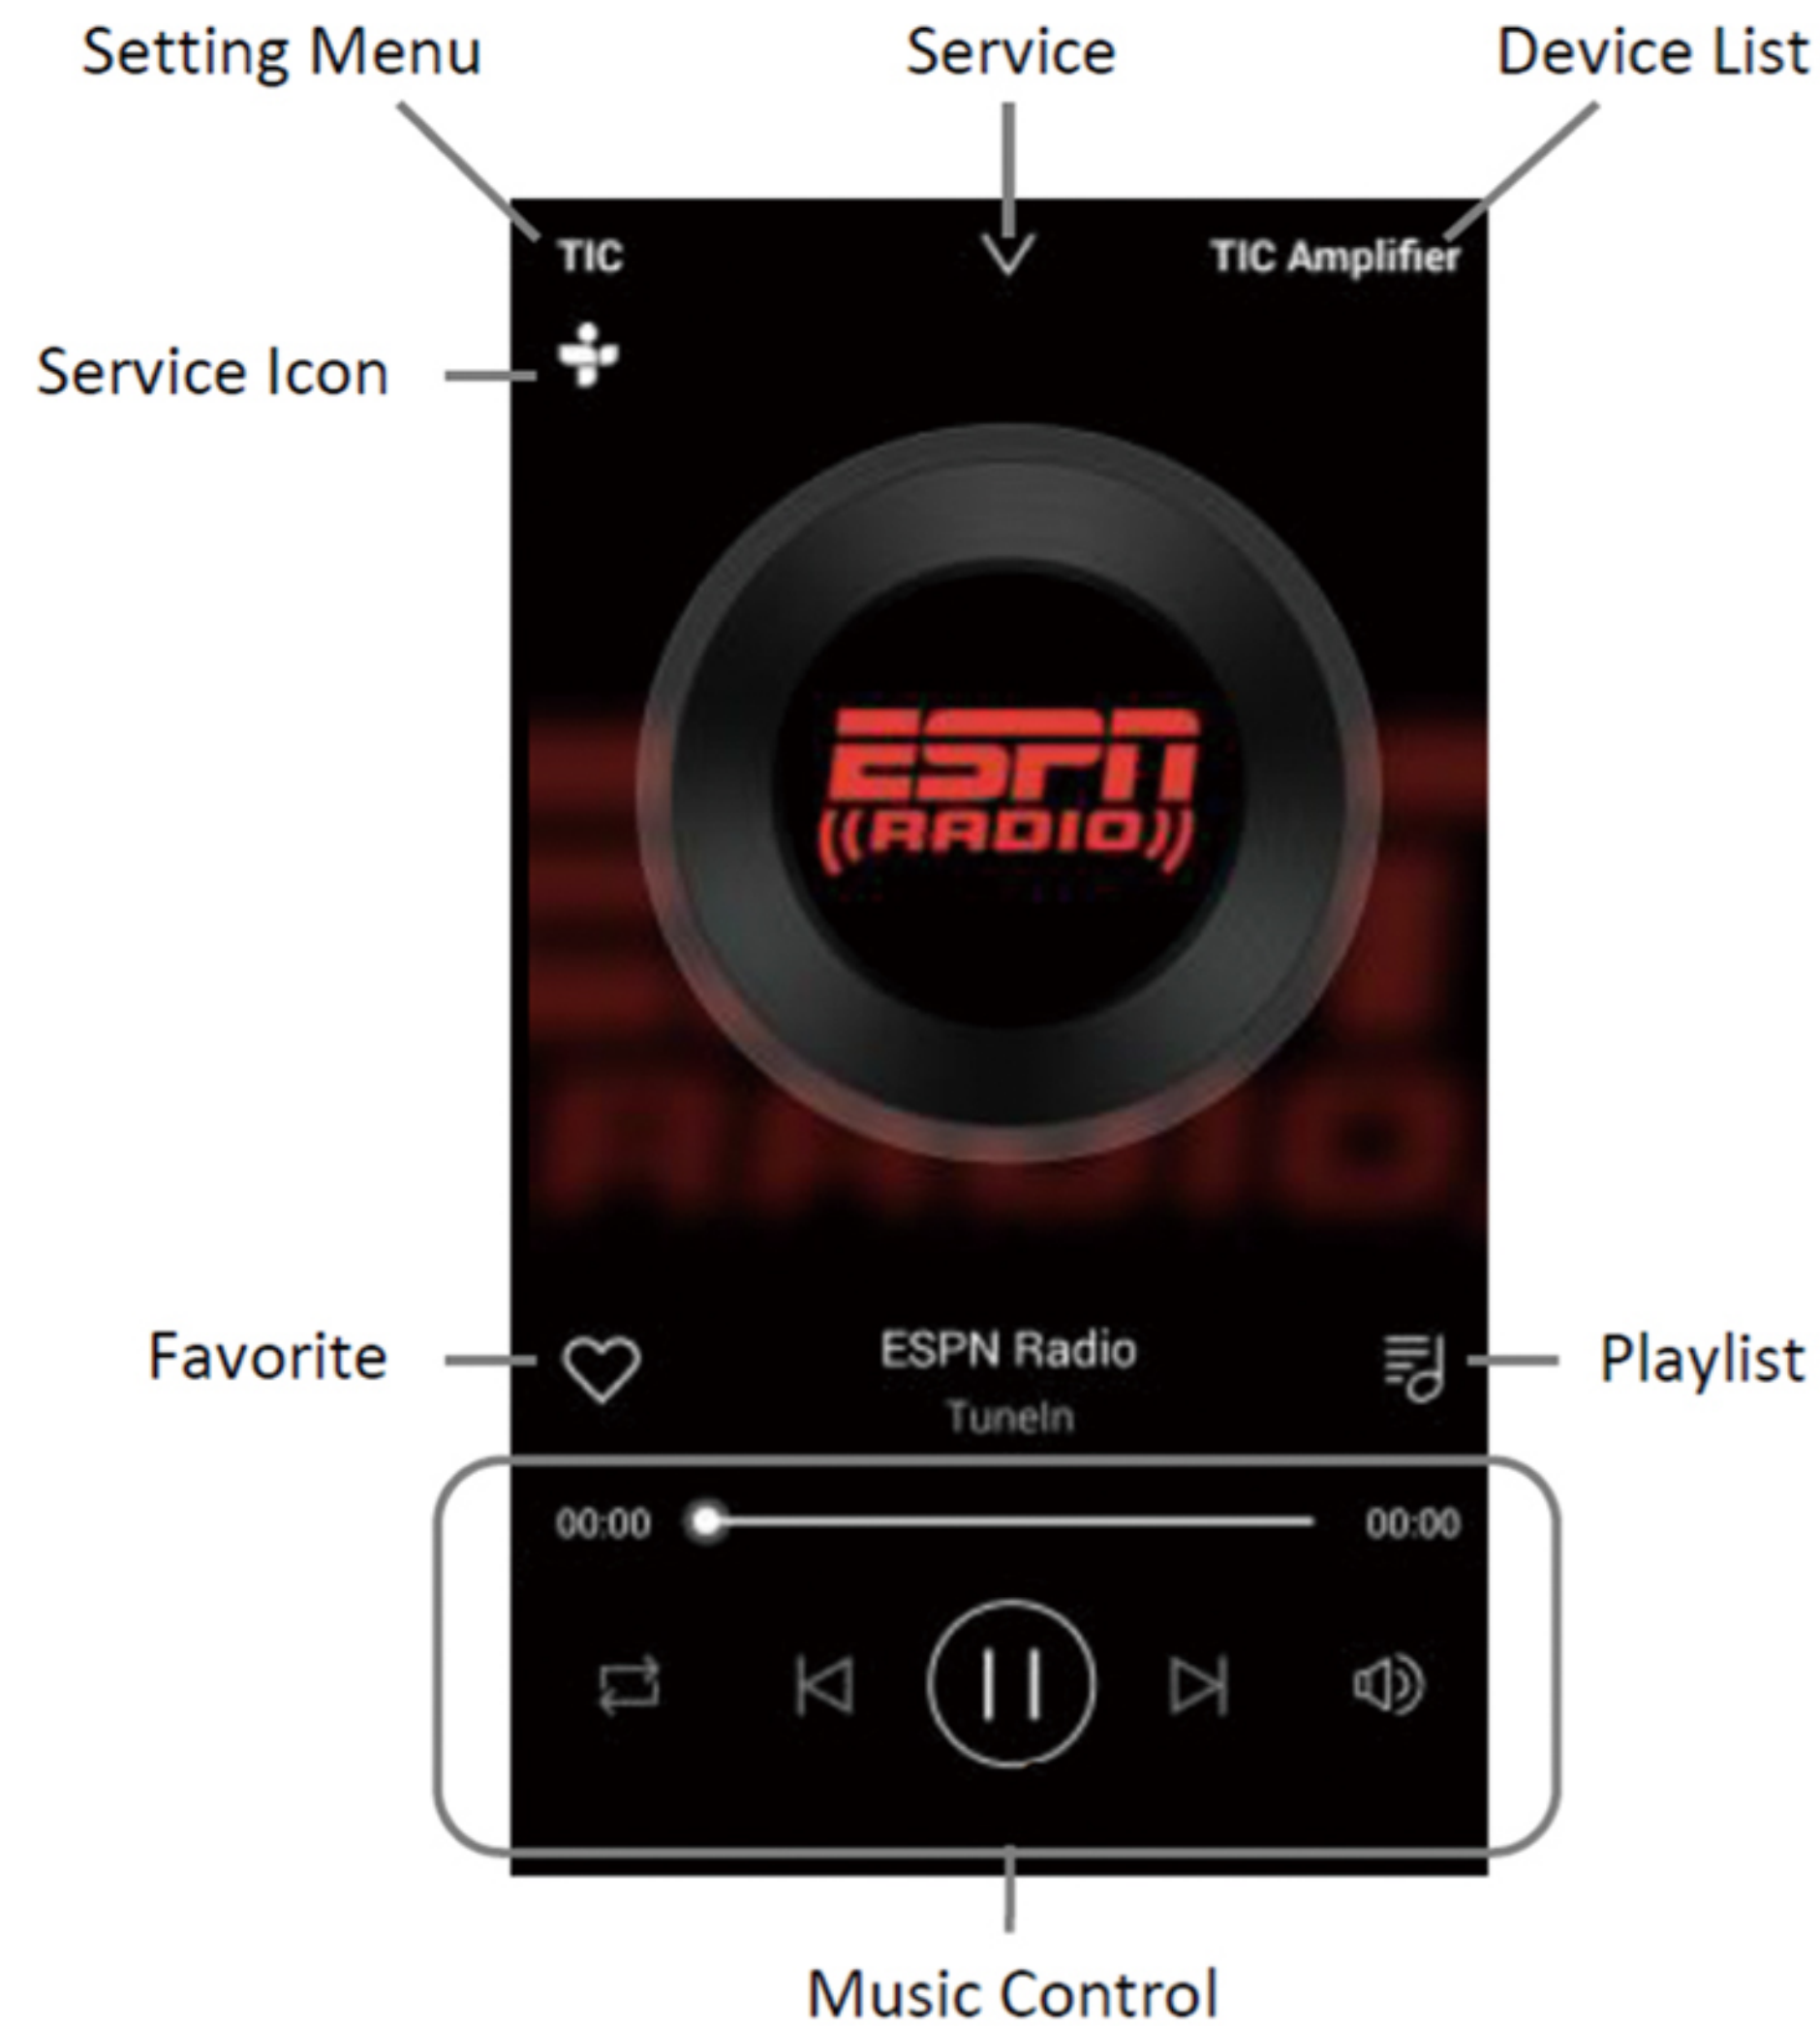 Setting Menu
Service
Device List
TIC
TIC Amplifier
Service Icon
ESPN
RADIO
Favorite
ESPN Radio
Playlist
TuneIn
00:00
00:00
Music Control